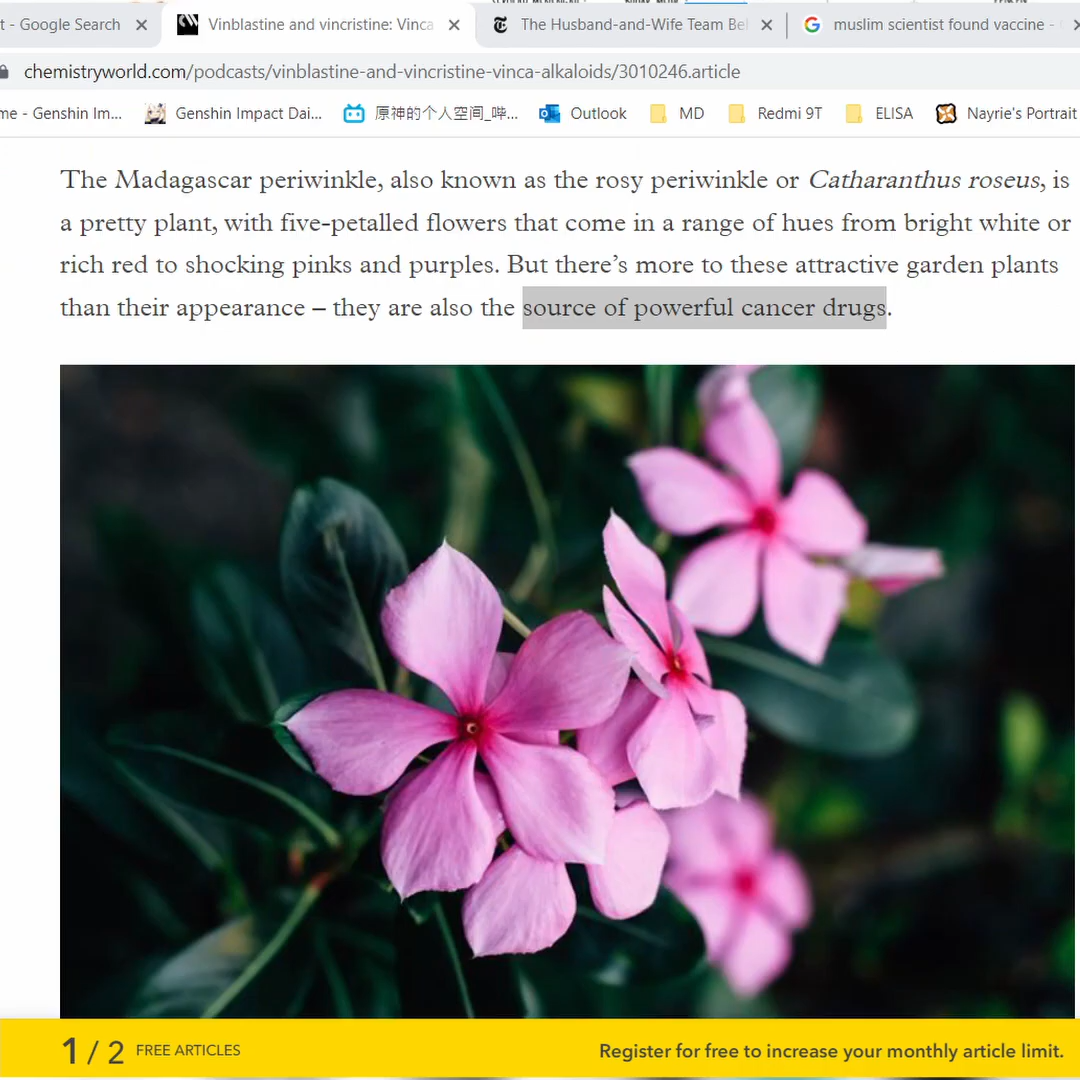 t - Google Search
Vinblastine and vincristine: Vinca
The Husband-and-Wife Team Be
muslim scientist found vaccine -
chemistryworld.com/podcasts/vinblastine-and-vincristine-vinca-alkaloids/3010246.article
me - Genshin Im... Genshin Impact Dai... 原神的个人空间_哔... Outlook MD Redmi 9T ELISA Nayrie's Portrait
The Madagascar periwinkle, also known as the rosy periwinkle or Catharanthus roseus, is
a pretty plant, with five-petalled flowers that come in a range of hues from bright white or
rich red to shocking pinks and purples. But there's more to these attractive garden plants
than their appearance – they are also the source of powerful cancer drugs.
1 / 2 FREE ARTICLES
Register for free to increase your monthly article limit.